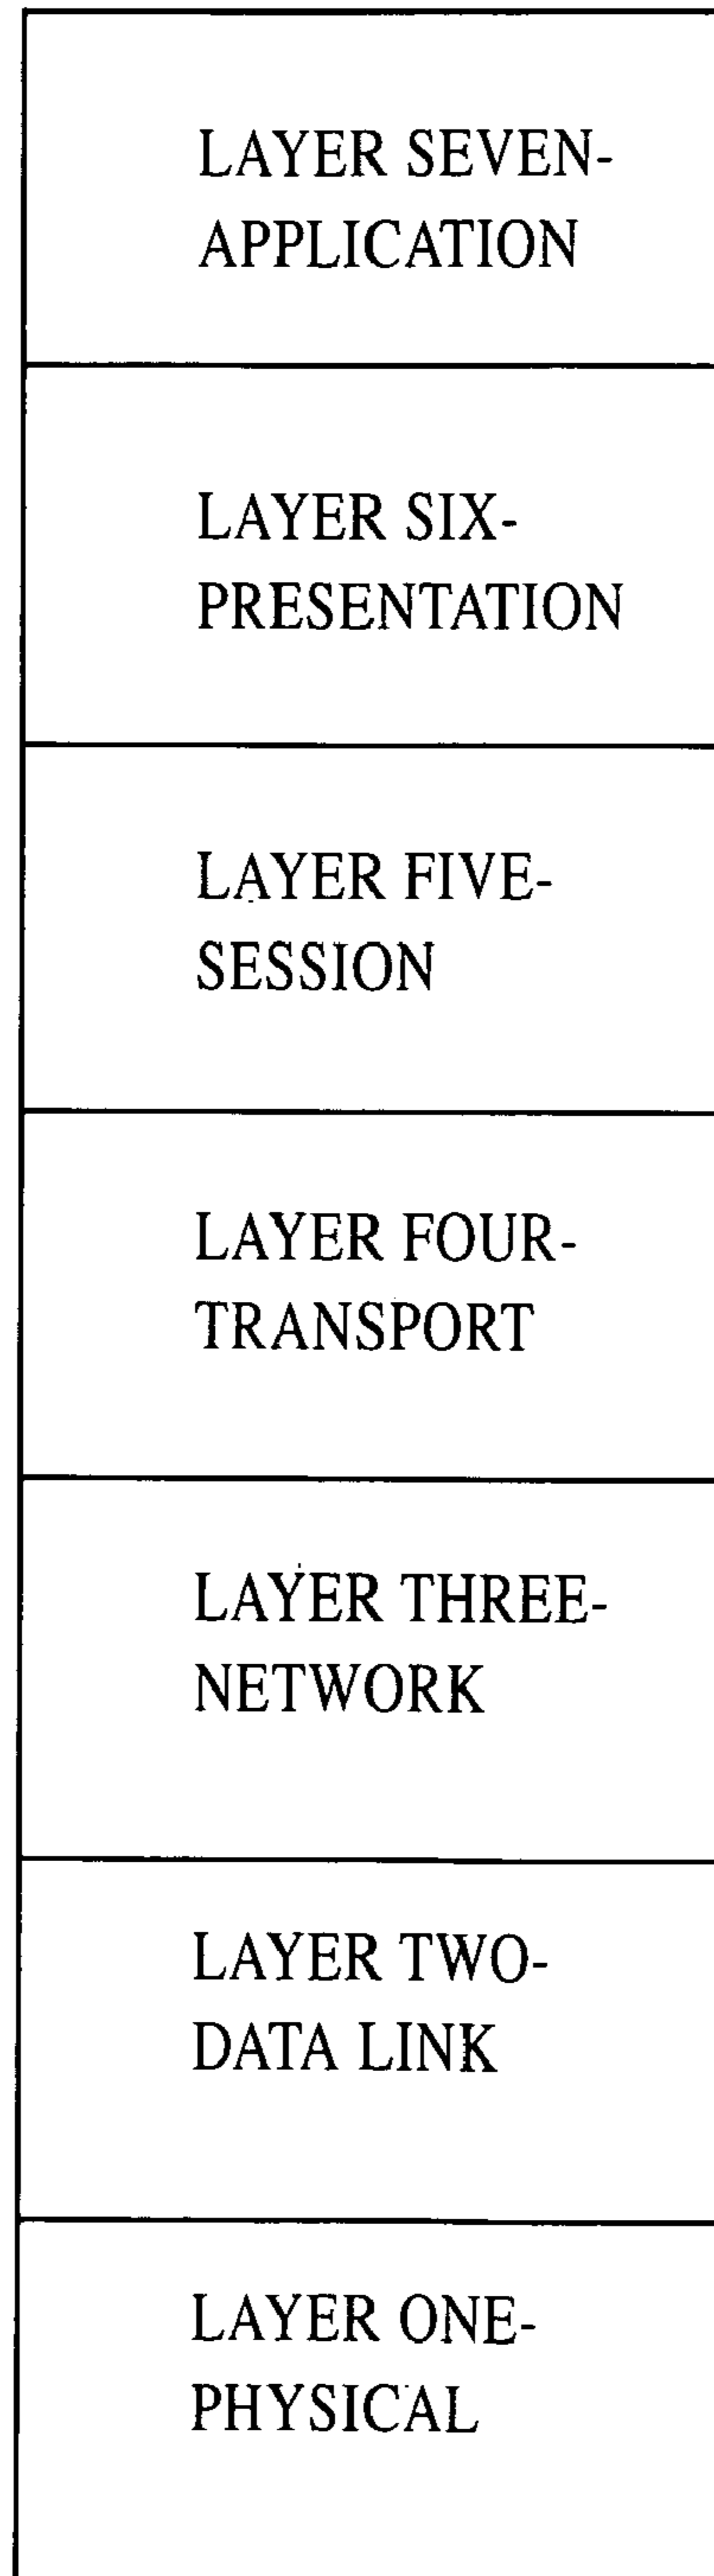 LAYER SEVEN-
APPLICATION
LAYER SIX-
PRESENTATION
LAYER FIVE-
SESSION
LAYER FOUR-
TRANSPORT
LAYER THREE-
NETWORK
LAYER TWO-
DATA LINK
LAYER ONE-
PHYSICAL